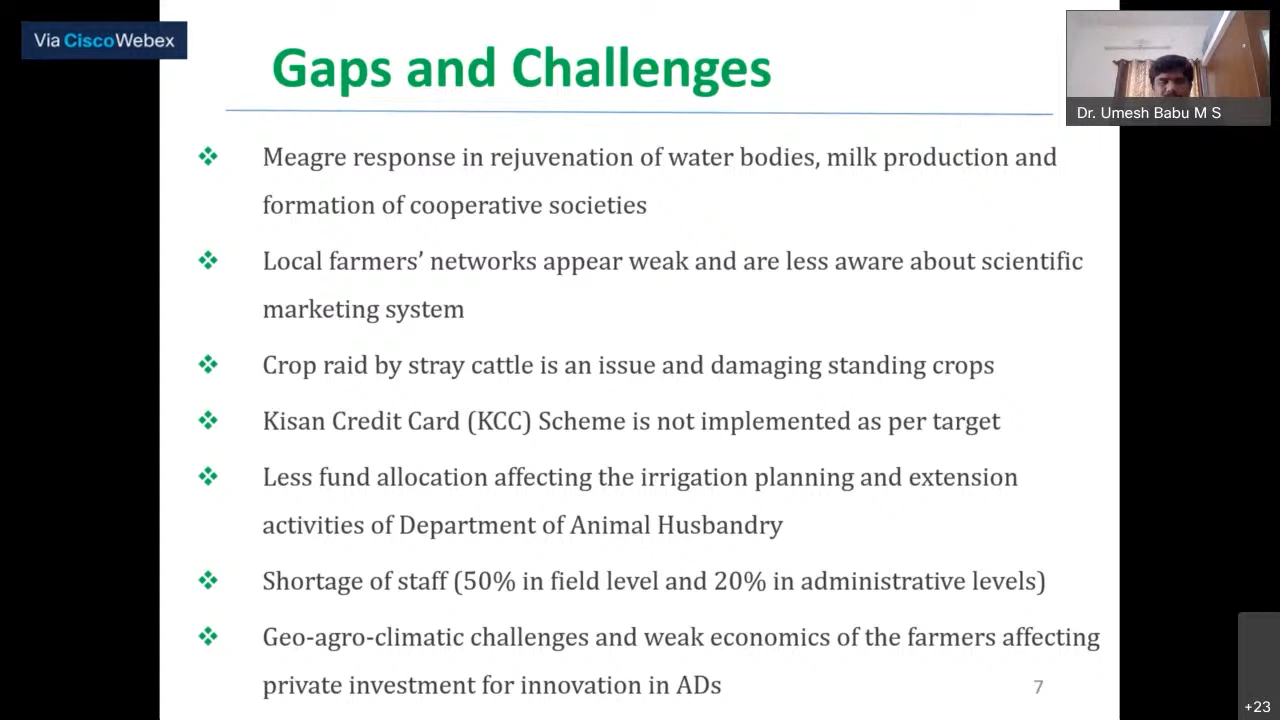 Via CiscoWebex
Gaps and Challenges
Dr. Umesh Babu M S
Meagre response in rejuvenation of water bodies, milk production and
formation of cooperative societies
Local farmers’ networks appear weak and are less aware about scientific
marketing system
Crop raid by stray cattle is an issue and damaging standing crops
Kisan Credit Card (KCC) Scheme is not implemented as per target
Less fund allocation affecting the irrigation planning and extension
activities of Department of Animal Husbandry
Shortage of staff (50% in field level and 20% in administrative levels)
Geo-agro-climatic challenges and weak economics of the farmers affecting
private investment for innovation in ADs
7
+23